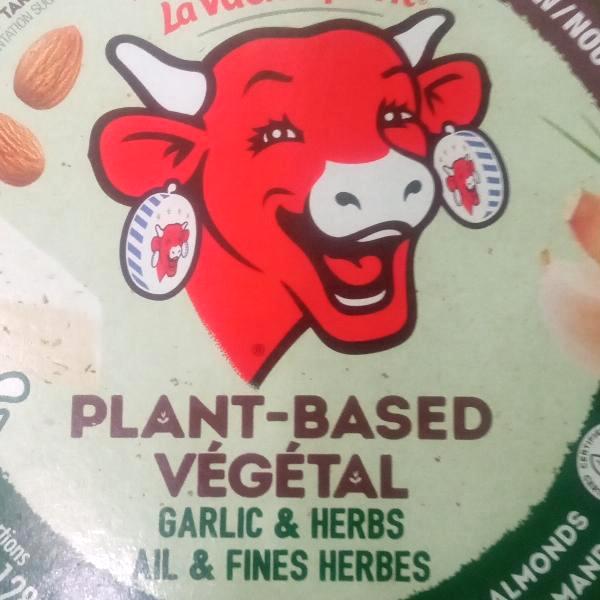 La Vache qui rit®
PLANT-BASED
VÉGÉTAL
GARLIC & HERBS
AIL & FINES HERBES
ALMONDS